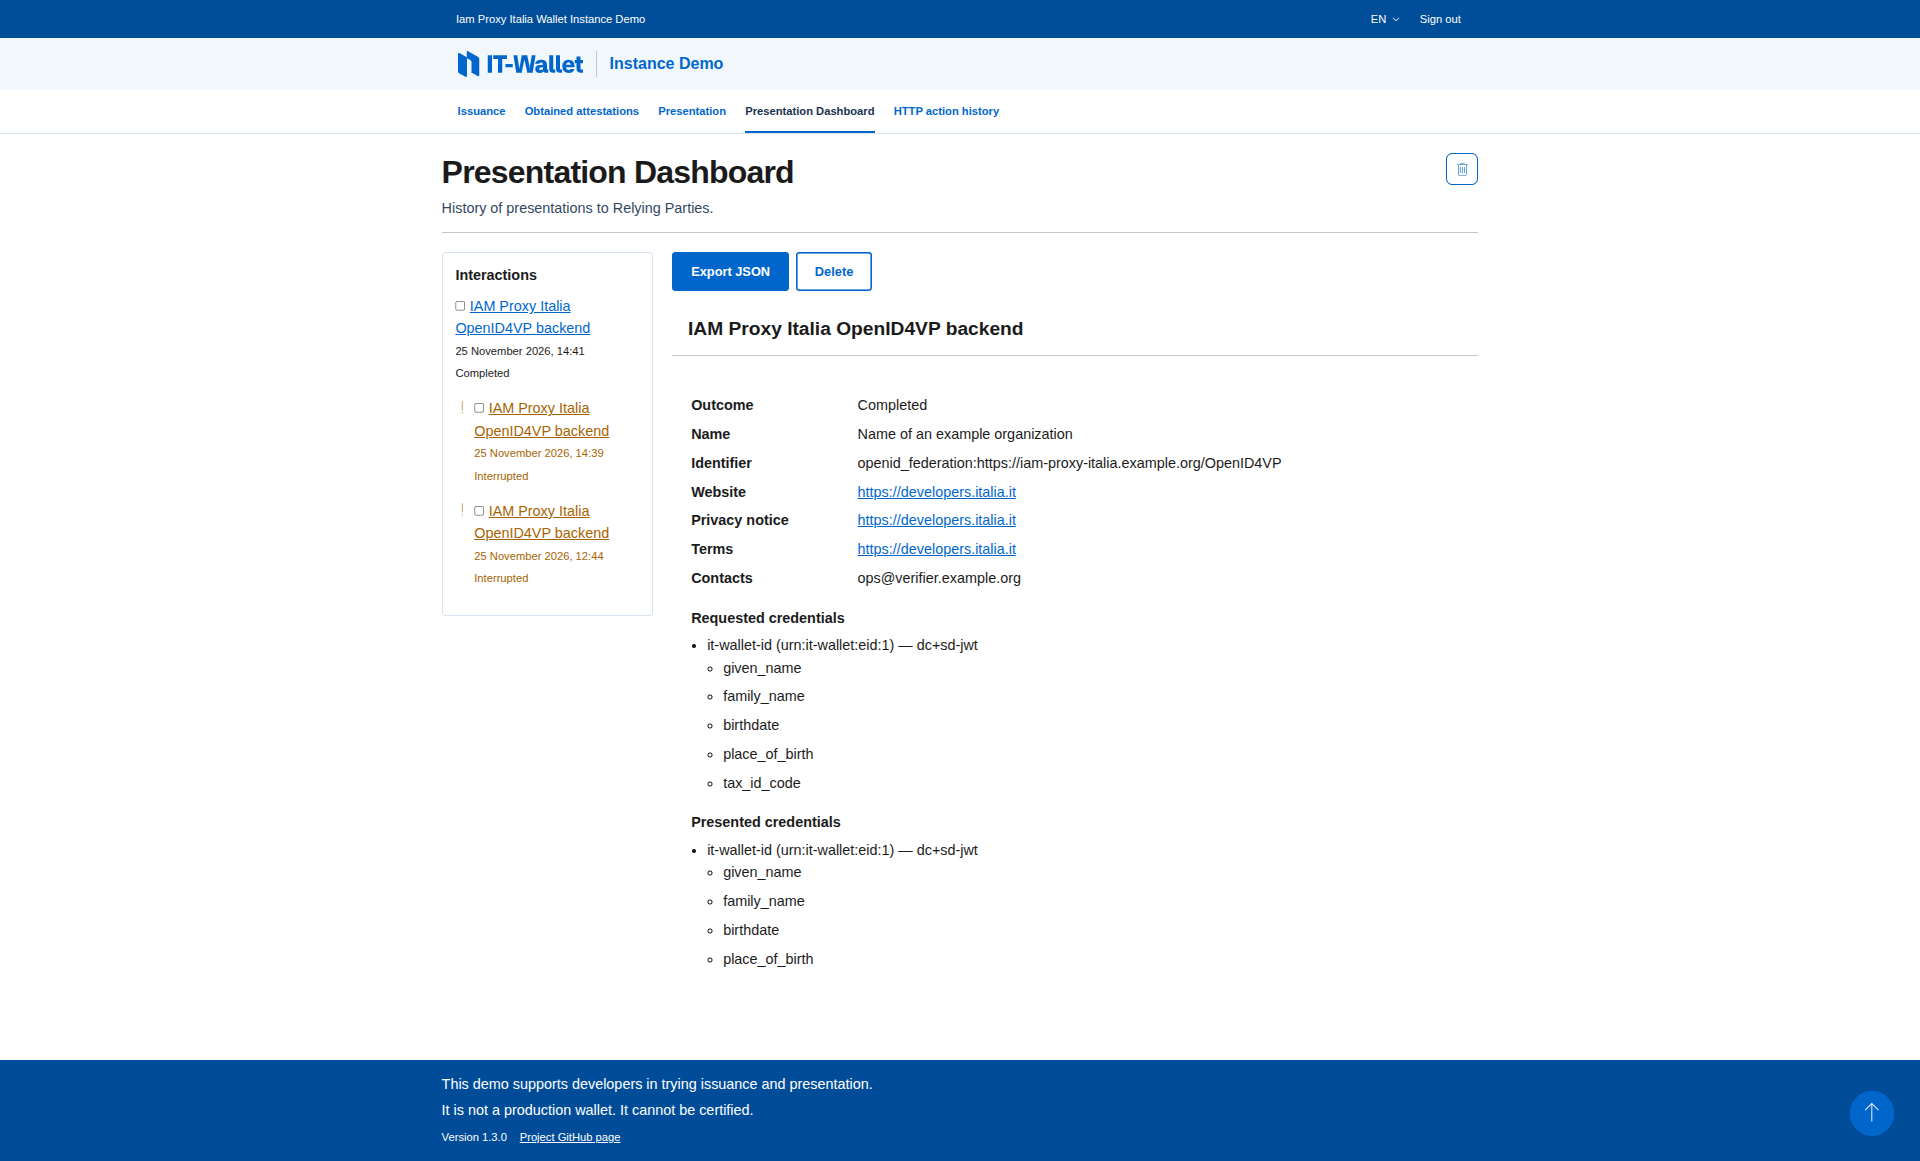 Iam Proxy Italia Wallet Instance Demo
EN
Sign out
IT-Wallet
Instance Demo
Issuance
Obtained attestations
Presentation
Presentation Dashboard
HTTP action history
Presentation Dashboard
History of presentations to Relying Parties.
Interactions
IAM Proxy Italia
OpenID4VP backend
25 November 2026, 14:41
Completed
! IAM Proxy Italia
OpenID4VP backend
25 November 2026, 14:39
Interrupted
! IAM Proxy Italia
OpenID4VP backend
25 November 2026, 12:44
Interrupted
Export JSON
Delete
IAM Proxy Italia OpenID4VP backend
Outcome Completed
Name Name of an example organization
Identifier openid_federation:https://iam-proxy-italia.example.org/OpenID4VP
Website https://developers.italia.it
Privacy notice https://developers.italia.it
Terms https://developers.italia.it
Contacts ops@verifier.example.org
Requested credentials
it-wallet-id (urn:it-wallet:eid:1) — dc+sd-jwt
given_name
family_name
birthdate
place_of_birth
tax_id_code
Presented credentials
it-wallet-id (urn:it-wallet:eid:1) — dc+sd-jwt
given_name
family_name
birthdate
place_of_birth
This demo supports developers in trying issuance and presentation.
It is not a production wallet. It cannot be certified.
Version 1.3.0 Project GitHub page